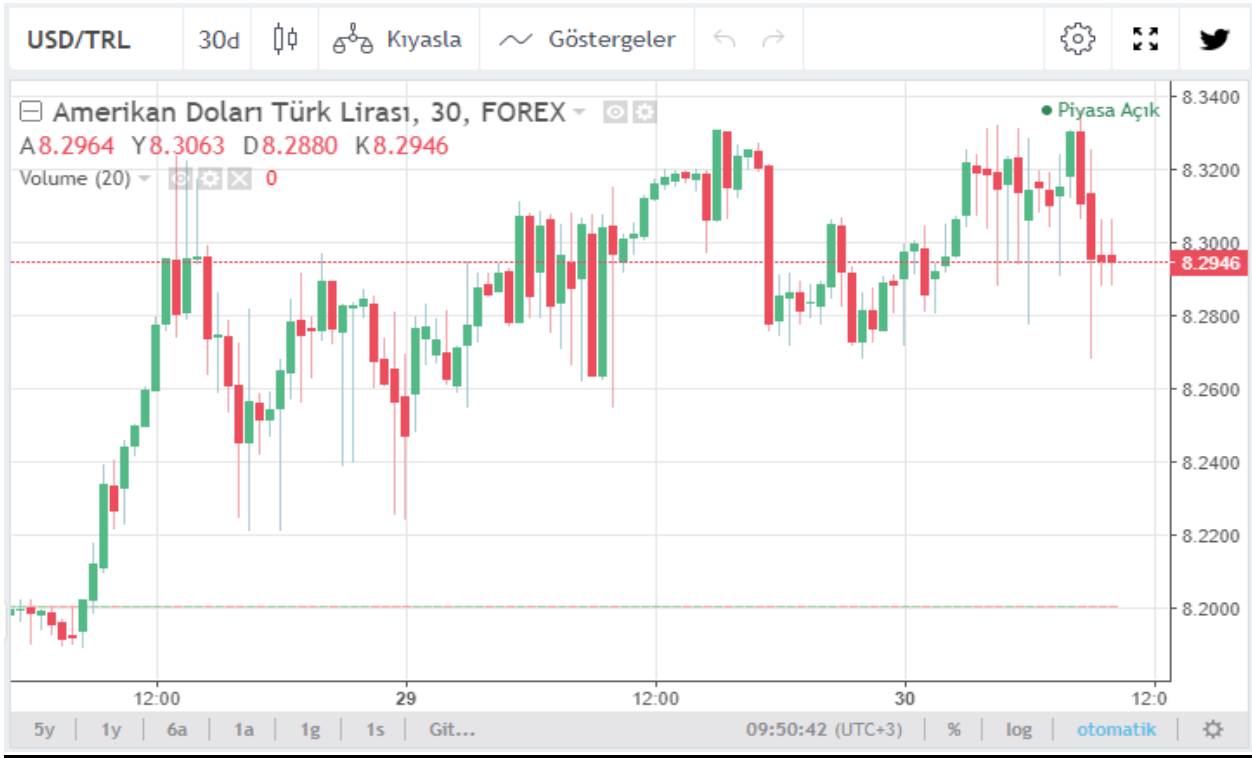 USD/TRL 30d Kıyasla Göstergeler
Amerikan Doları Türk Lirası, 30, FOREX
Piyasa Açık
A8.2964 Y8.3063 D8.2880 K8.2946
Volume (20) 0
8.3400
8.3200
8.3000
8.2946
8.2800
8.2600
8.2400
8.2200
8.2000
12:00 29 12:00 30 12:0
5y 1y 6a 1a 1g 1s Git... 09:50:42 (UTC+3) % log otomatik